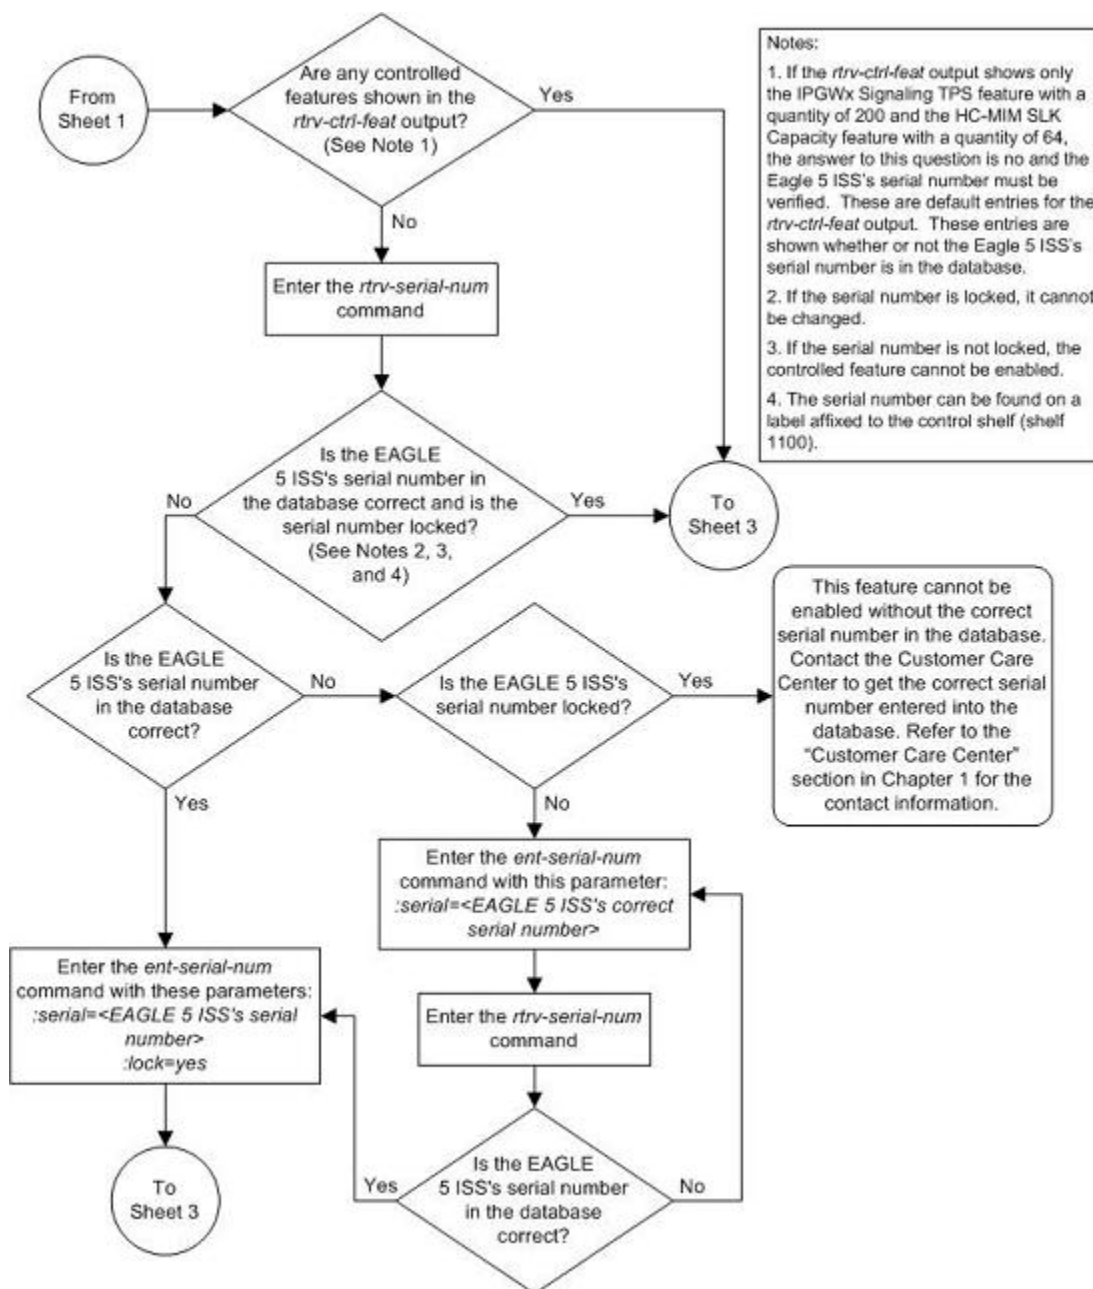 From
Sheet 1
Are any controlled
features shown in the
rtrv-ctrl-feat output?
(See Note 1)
Yes
No
Notes:
1. If the rtrv-ctrl-feat output shows only
the IPGWx Signaling TPS feature with a
quantity of 200 and the HC-MIM SLK
Capacity feature with a quantity of 64,
the answer to this question is no and the
Eagle 5 ISS's serial number must be
verified. These are default entries for the
rtrv-ctrl-feat output. These entries are
shown whether or not the Eagle 5 ISS's
serial number is in the database.
2. If the serial number is locked, it cannot
be changed.
3. If the serial number is not locked, the
controlled feature cannot be enabled.
4. The serial number can be found on a
label affixed to the control shelf (shelf
1100).
Enter the rtrv-serial-num
command
Is the EAGLE
5 ISS's serial number in
the database correct and is the
serial number locked?
(See Notes 2, 3,
and 4)
No
Yes
To
Sheet 3
Is the EAGLE
5 ISS's serial number
in the database
correct?
No
Yes
Is the EAGLE 5 ISS's
serial number locked?
Yes
No
This feature cannot be
enabled without the correct
serial number in the database.
Contact the Customer Care
Center to get the correct serial
number entered into the
database. Refer to the
“Customer Care Center”
section in Chapter 1 for the
contact information.
Enter the ent-serial-num
command with this parameter:
:serial=<EAGLE 5 ISS's correct
serial number>
Enter the ent-serial-num
command with these parameters:
:serial=<EAGLE 5 ISS's serial
number>
:lock=yes
Enter the rtrv-serial-num
command
To
Sheet 3
Is the EAGLE
5 ISS's serial number
in the database
correct?
Yes
No